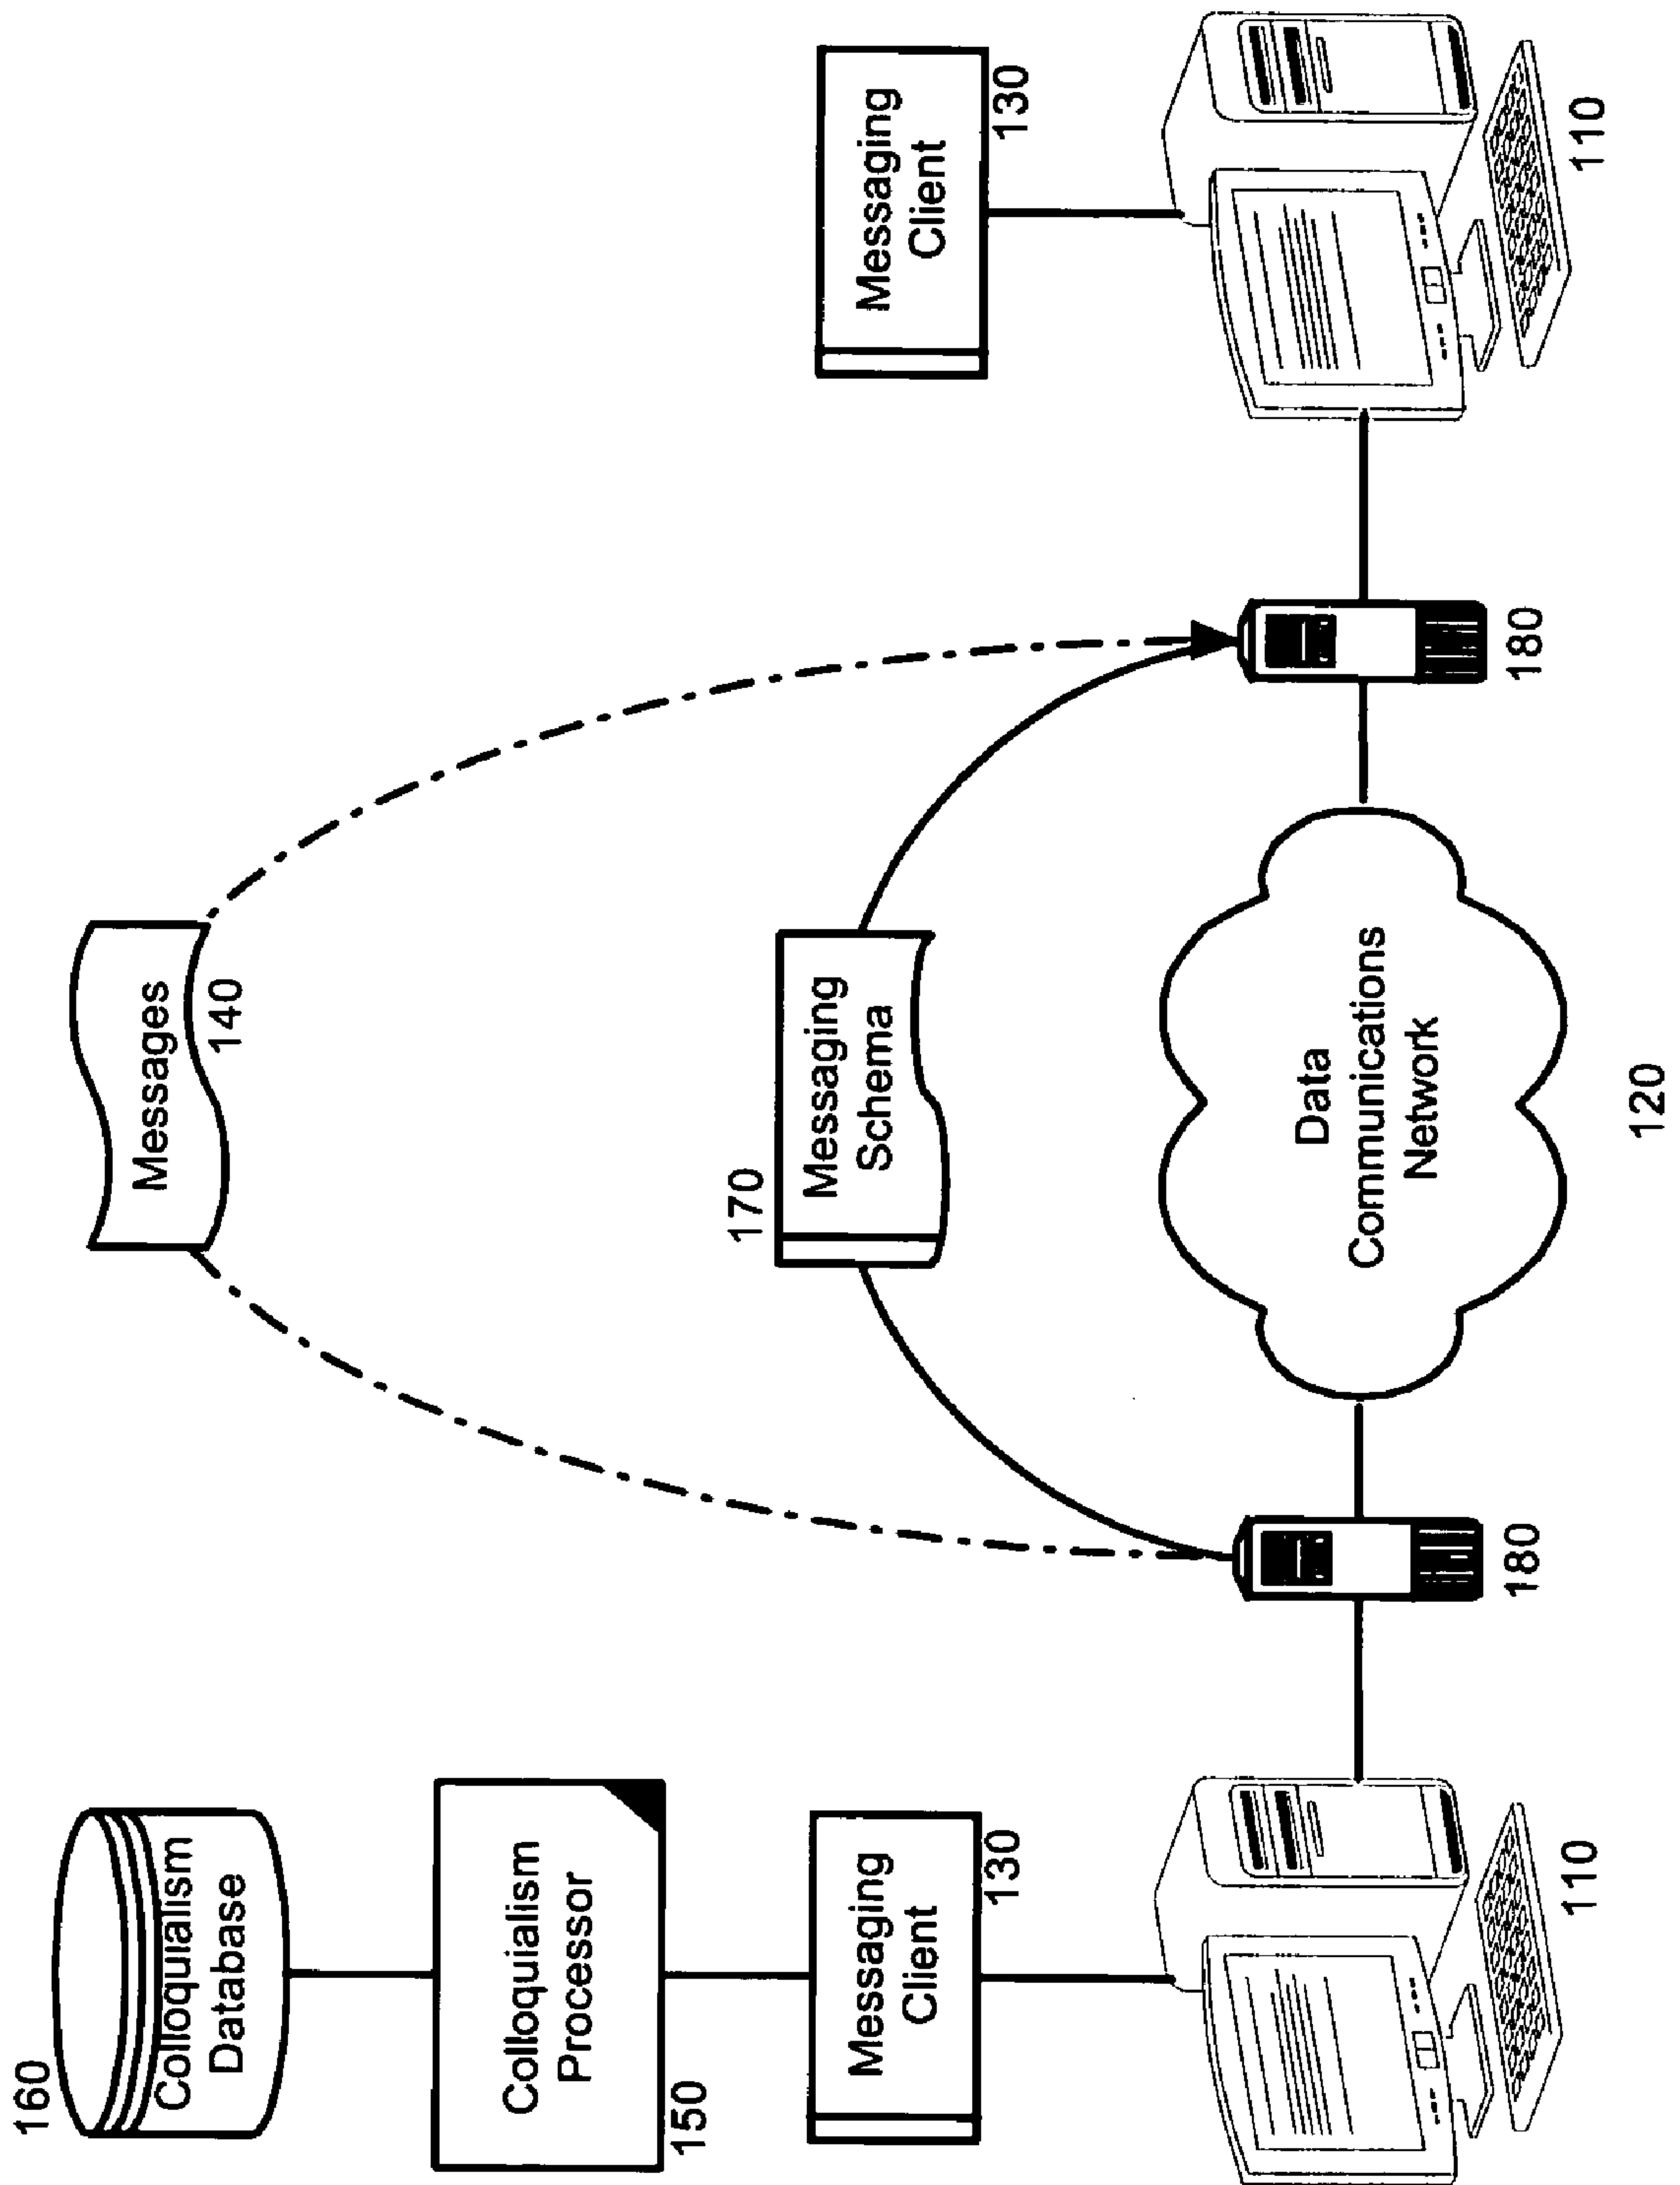 160
Colloquialism
Database
150
Colloquialism
Processor
Messaging
Client
130
110
180
Messages
140
170
Messaging
Schema
Data
Communications
Network
120
180
Messaging
Client
130
110